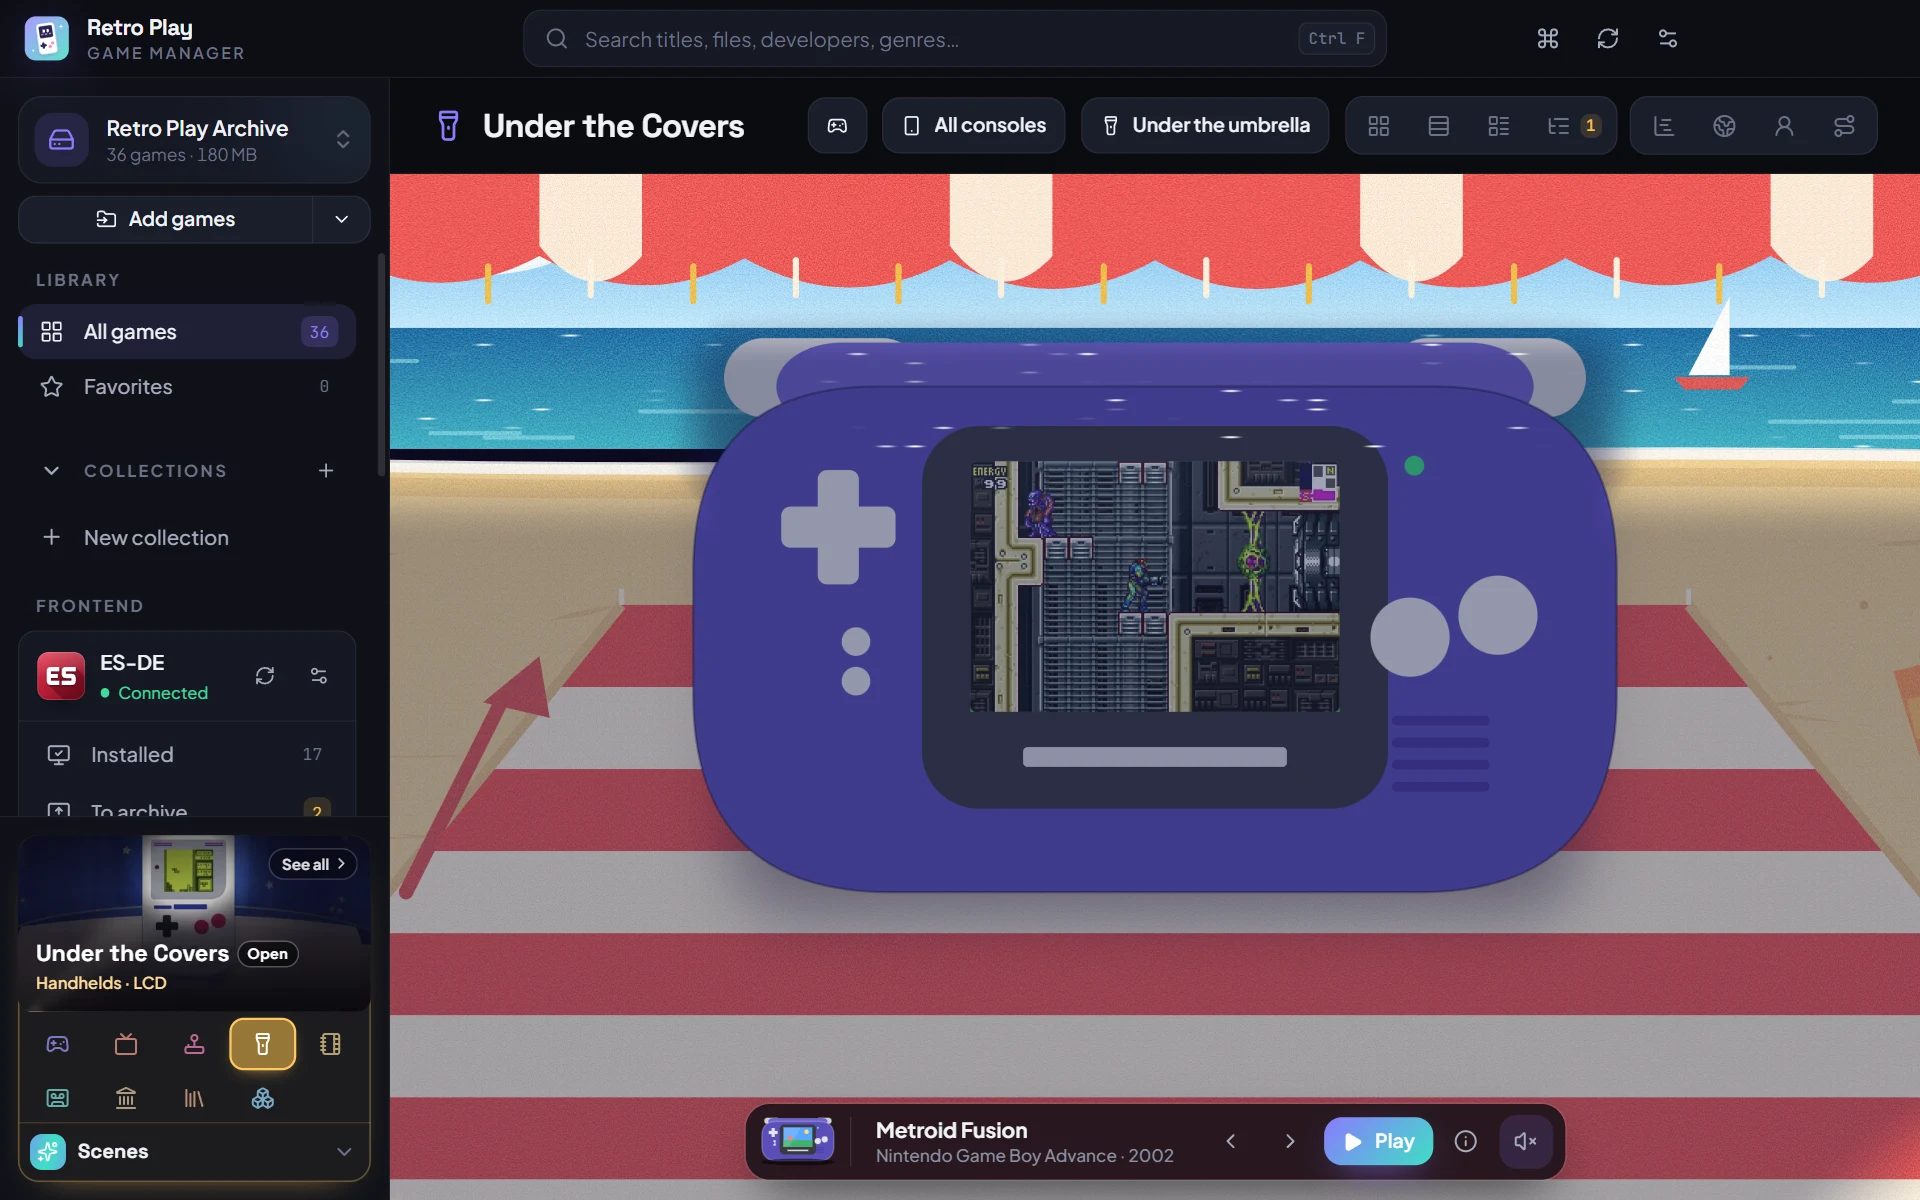 Retro Play
GAME MANAGER
Search titles, files, developers, genres...
Ctrl F
Retro Play Archive
36 games · 180 MB
Add games
LIBRARY
All games
36
Favorites
0
COLLECTIONS
New collection
FRONTEND
ES
ES-DE
Connected
Installed
17
To archive
2
See all
Under the Covers
Open
Handhelds · LCD
Scenes
Under the Covers
All consoles
Under the umbrella
1
ENERGY
99
N
S
Metroid Fusion
Nintendo Game Boy Advance · 2002
Play